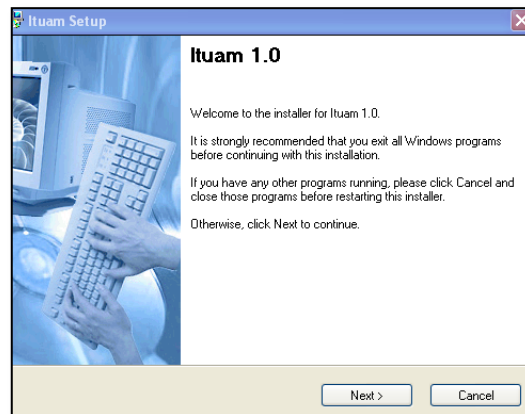 Ituam Setup
Ituam 1.0
Welcome to the installer for Ituam 1.0.
It is strongly recommended that you exit all Windows programs
before continuing with this installation.
If you have any other programs running, please click Cancel and
close those programs before restarting this installer.
Otherwise, click Next to continue.
Next >
Cancel